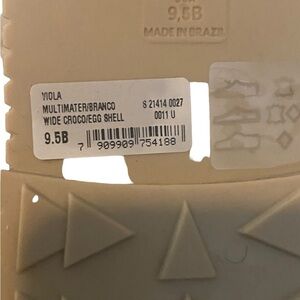 9,5B
MADE IN BRAZIL
VIOLA
MULTIMATER/BRANCO S 21414 0027
WIDE CROCO/EGG SHELL 0011 U
9.5B
7 909909 754188